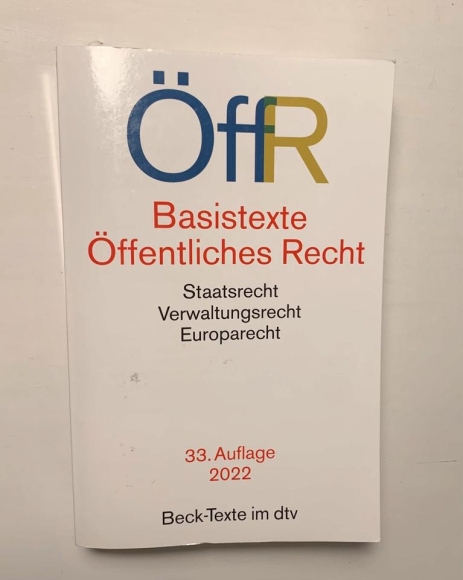 ÖffR
Basistexte
Öffentliches Recht
Staatsrecht
Verwaltungsrecht
Europarecht
33. Auflage
2022
Beck-Texte im dtv